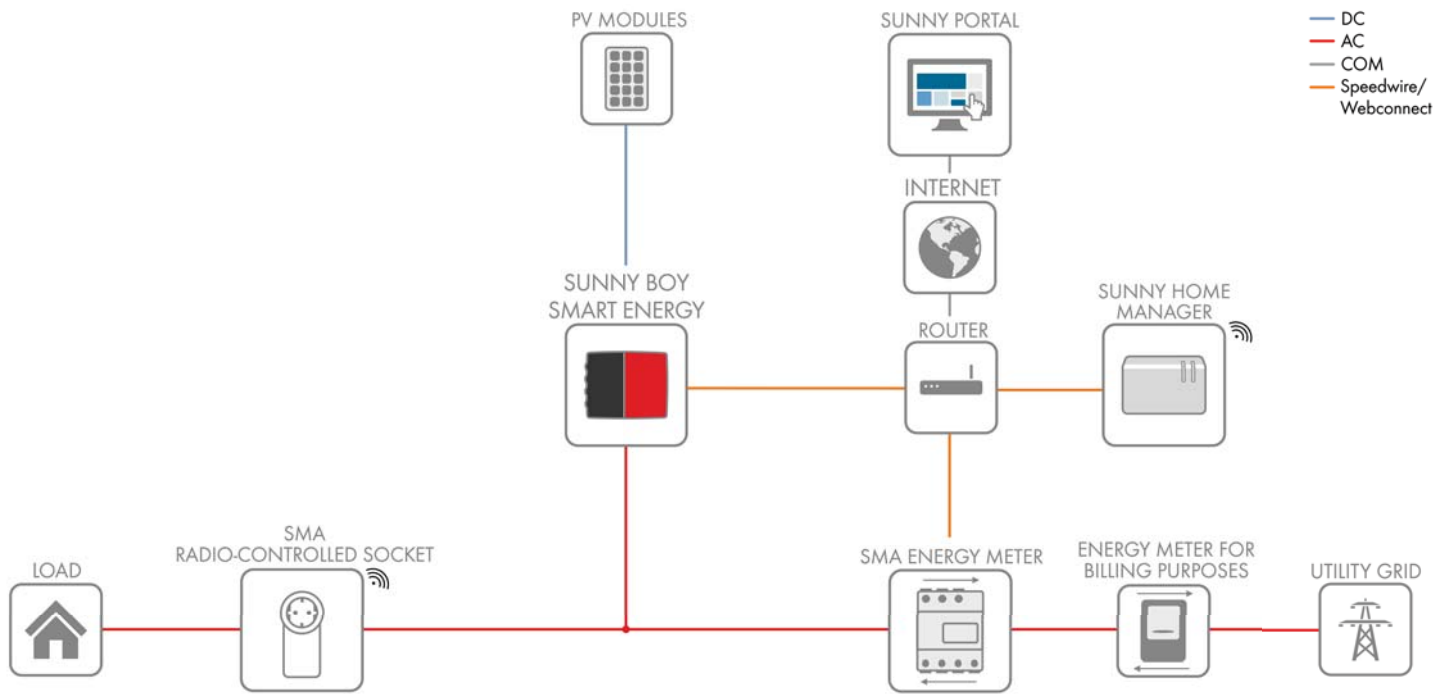 PV MODULES
SUNNY PORTAL
DC
AC
COM
Speedwire/
Webconnect
INTERNET
SUNNY BOY
SMART ENERGY
SUNNY HOME
MANAGER
ROUTER
SMA
RADIO-CONTROLLED SOCKET
LOAD
SMA ENERGY METER
ENERGY METER FOR
BILLING PURPOSES
UTILITY GRID